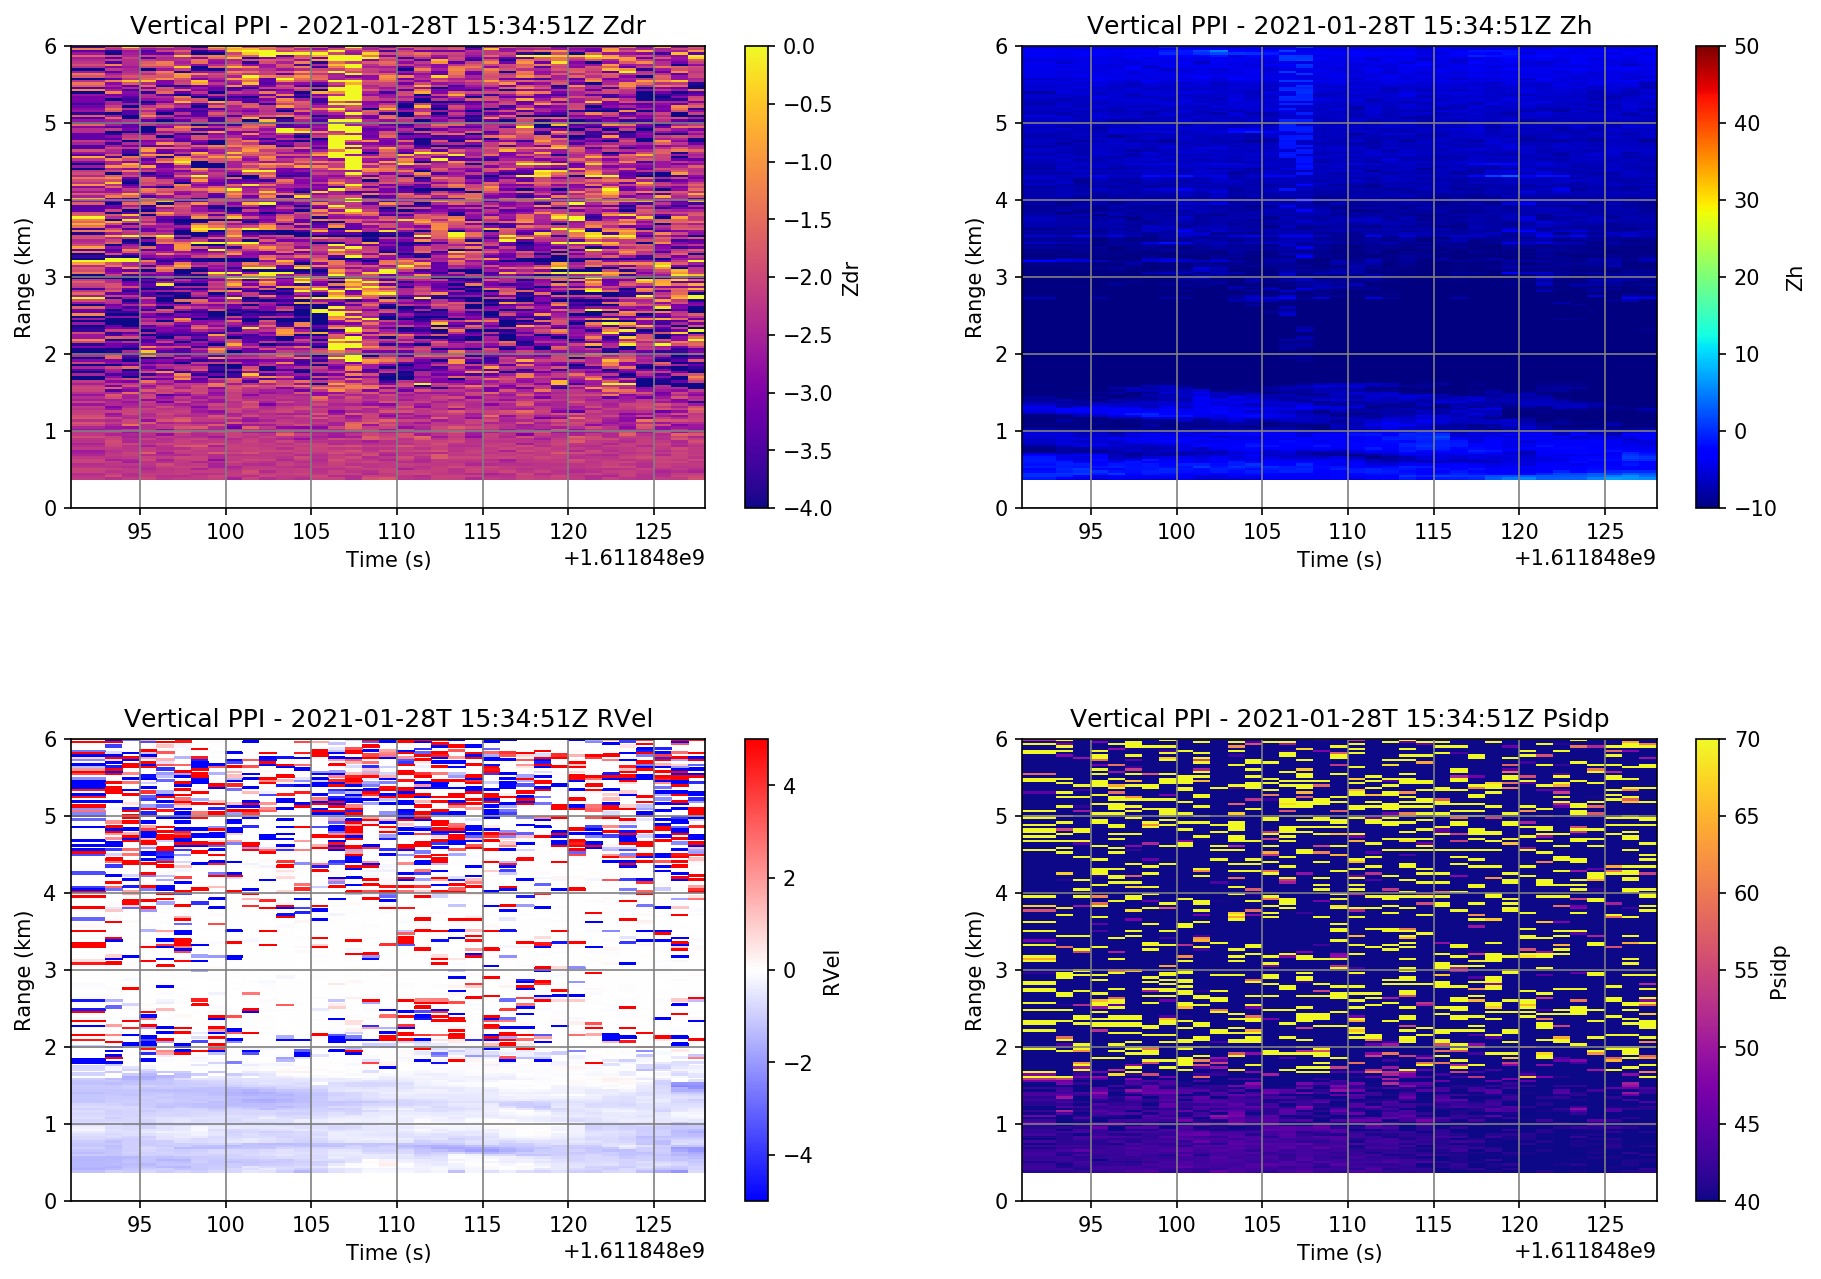 Vertical PPI - 2021-01-28T 15:34:51Z Zdr
6
5
4
3
2
1
0
Range (km)
95 100 105 110 115 120 125
Time (s)
+1.611848e9
0.0
−0.5
−1.0
−1.5
−2.0
−2.5
−3.0
−3.5
−4.0
Zdr
Vertical PPI - 2021-01-28T 15:34:51Z Zh
6
5
4
3
2
1
0
Range (km)
95 100 105 110 115 120 125
Time (s)
+1.611848e9
50
40
30
20
10
0
−10
Zh
Vertical PPI - 2021-01-28T 15:34:51Z RVel
6
5
4
3
2
1
0
Range (km)
95 100 105 110 115 120 125
Time (s)
+1.611848e9
4
2
0
−2
−4
RVel
Vertical PPI - 2021-01-28T 15:34:51Z Psidp
6
5
4
3
2
1
0
Range (km)
95 100 105 110 115 120 125
Time (s)
+1.611848e9
70
65
60
55
50
45
40
Psidp